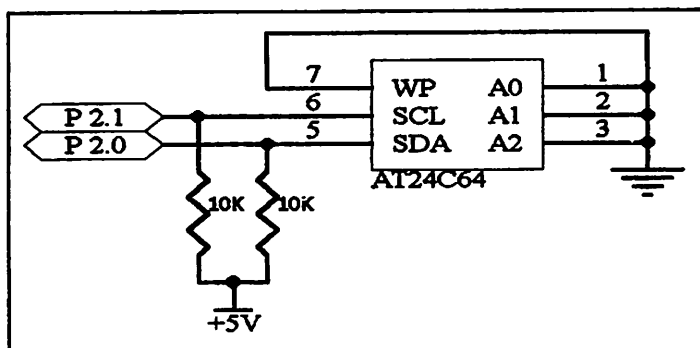 7 WP A0 1
P 2.1 6 SCL A1 2
P 2.0 5 SDA A2 3
AT24C64
10K 10K
+5V